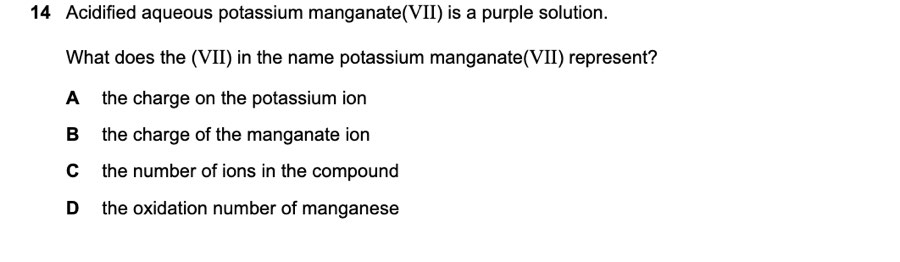 14 Acidified aqueous potassium manganate(VII) is a purple solution.
What does the (VII) in the name potassium manganate(VII) represent?
A the charge on the potassium ion
B the charge of the manganate ion
C the number of ions in the compound
D the oxidation number of manganese